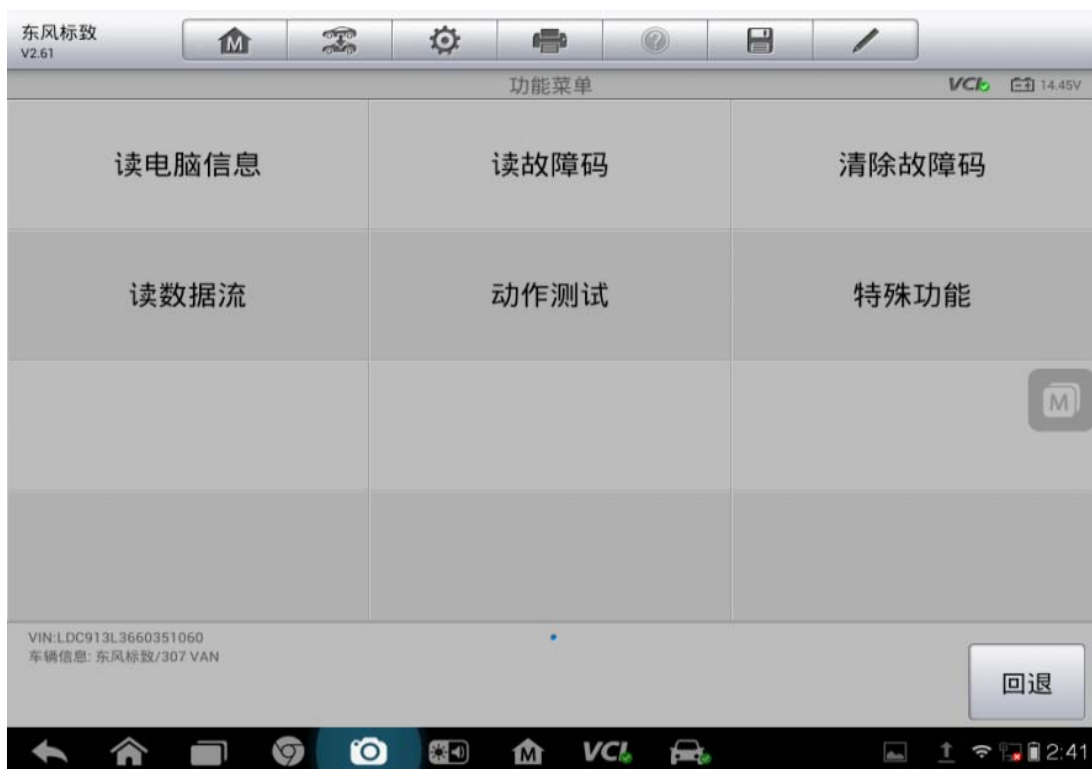 东风标致
V2.61
M
功能菜单
VCI
14.45V
读电脑信息
读故障码
清除故障码
读数据流
动作测试
特殊功能
M
VIN:LDC913L3660351060
车辆信息: 东风标致/307 VAN
回退
M
VCI
2:41